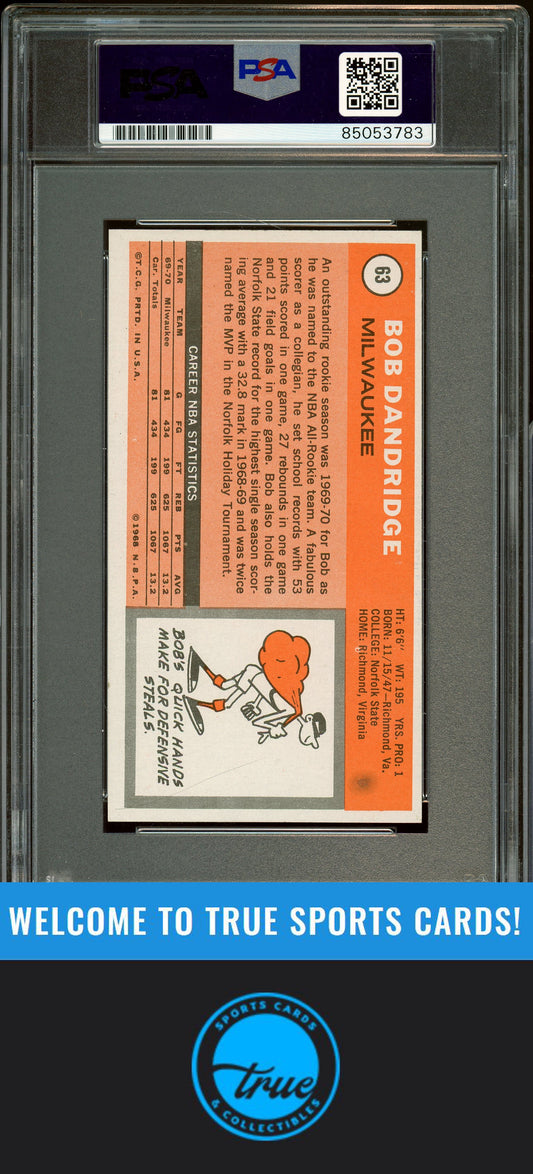 PSA
PSA
85053783
63
BOB DANDRIDGE
MILWAUKEE
HT: 6'6" WT: 195 YRS. PRO: 1
BORN: 11/15/47—Richmond, Va.
COLLEGE: Norfolk State
HOME: Richmond, Virginia
An outstanding rookie season was 1969-70 for Bob as
he was named to the NBA All-Rookie team. A fabulous
scorer as a collegian, he set school records with 53
points scored in one game, 27 rebounds in one game
and 21 field goals in one game. Bob also holds the
Norfolk State record for the highest single season scor-
ing average with a 32.8 mark in 1968-69 and was twice
named the MVP in the Norfolk Holiday Tournament.
CAREER NBA STATISTICS
YEAR TEAM G FG FT REB PTS AVG
69-70 Milwaukee 81 434 199 625 1067 13.2
Car. Totals 81 434 199 625 1067 13.2
©T.C.G. PRTD. IN U.S.A. ©1968 N.B.P.A.
BOB'S QUICK HANDS
MAKE FOR DEFENSIVE
STEALS.
WELCOME TO TRUE SPORTS CARDS!
SPORTS CARDS
true
& COLLECTIBLES